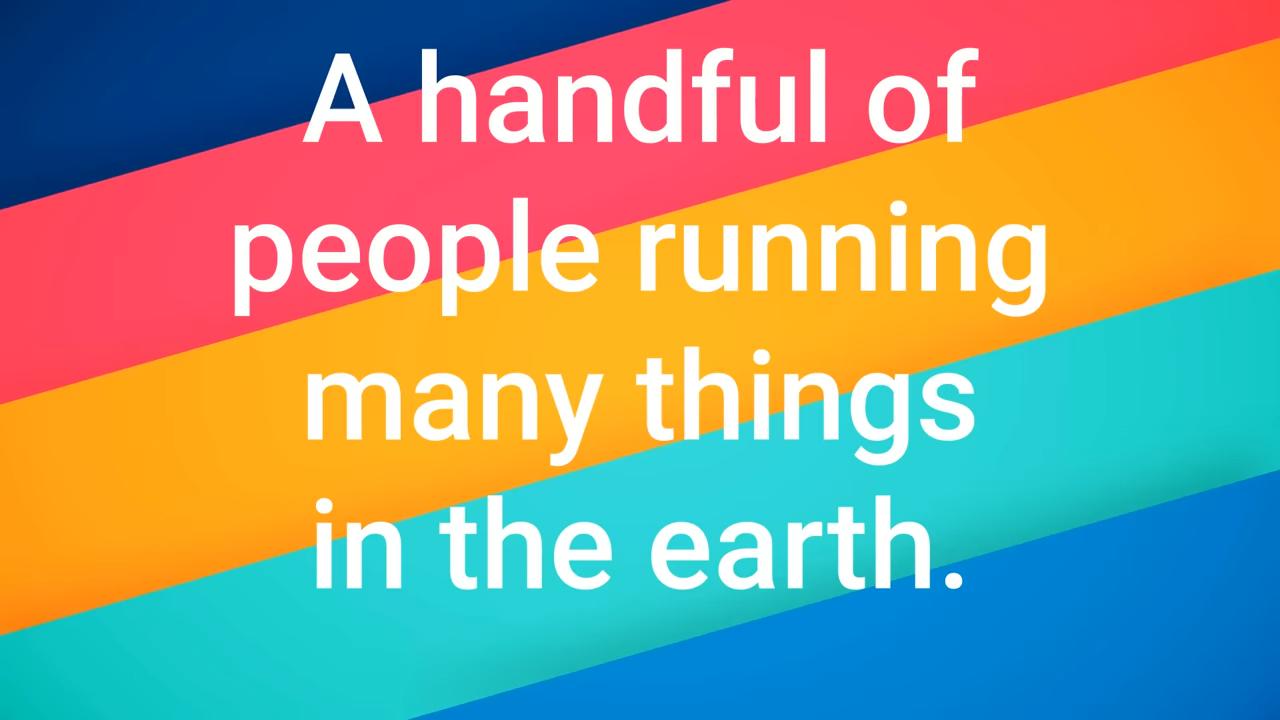 A handful of
people running
many things
in the earth.